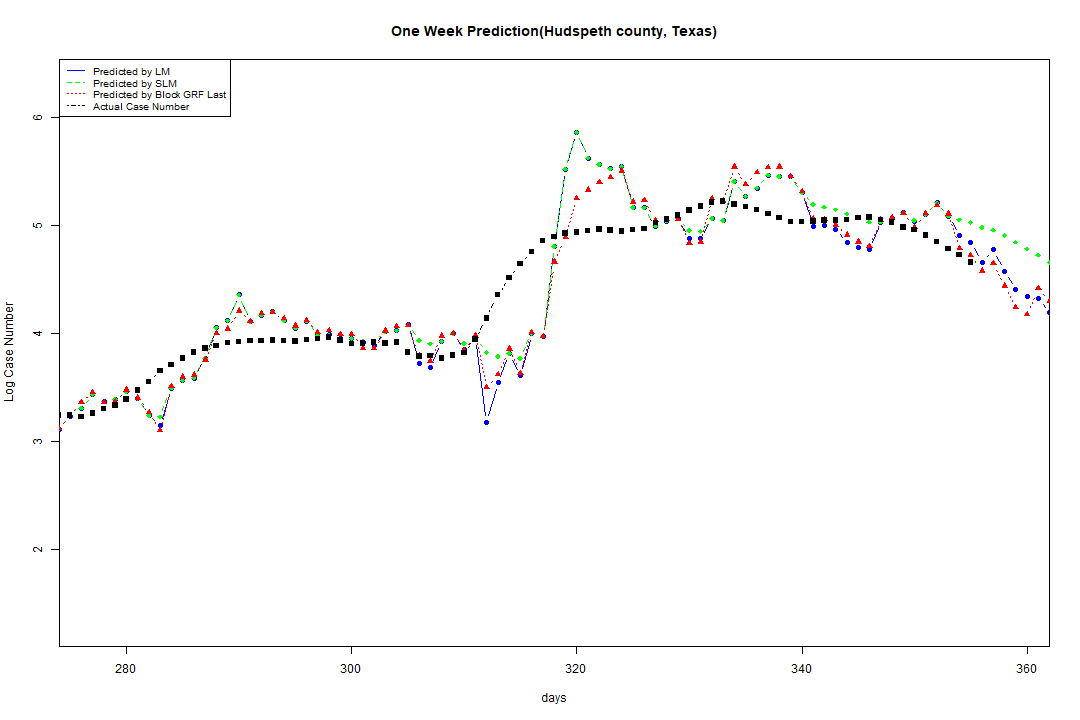 One Week Prediction(Hudspeth county, Texas)
Predicted by LM
Predicted by SLM
Predicted by Block GRF Last
Actual Case Number
6
5
4
3
2
Log Case Number
280 300 320 340 360
days